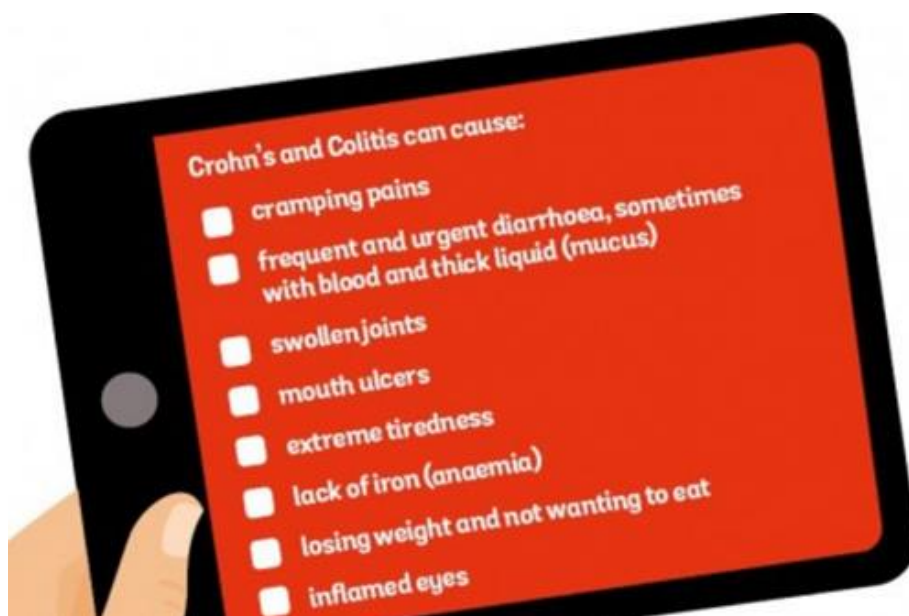 Crohn's and Colitis can cause:
cramping pains
frequent and urgent diarrhoea, sometimes
with blood and thick liquid (mucus)
swollen joints
mouth ulcers
extreme tiredness
lack of iron (anaemia)
losing weight and not wanting to eat
inflamed eyes